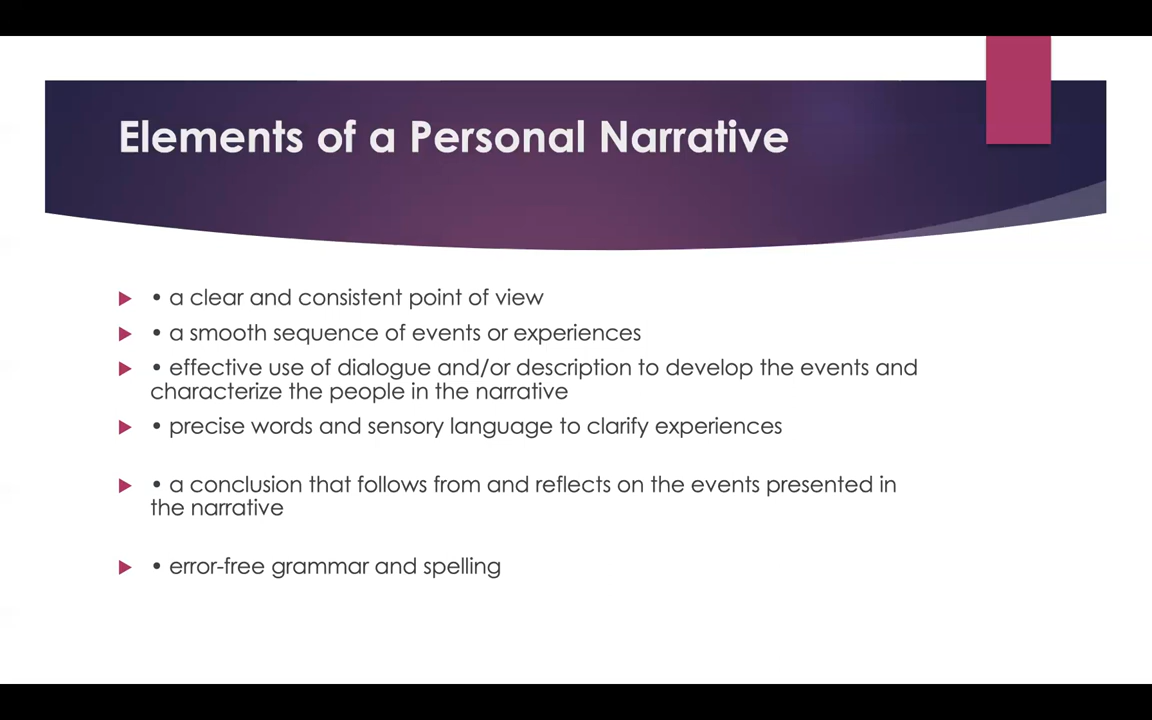 Elements of a Personal Narrative
• a clear and consistent point of view
• a smooth sequence of events or experiences
• effective use of dialogue and/or description to develop the events and
characterize the people in the narrative
• precise words and sensory language to clarify experiences
• a conclusion that follows from and reflects on the events presented in
the narrative
• error-free grammar and spelling